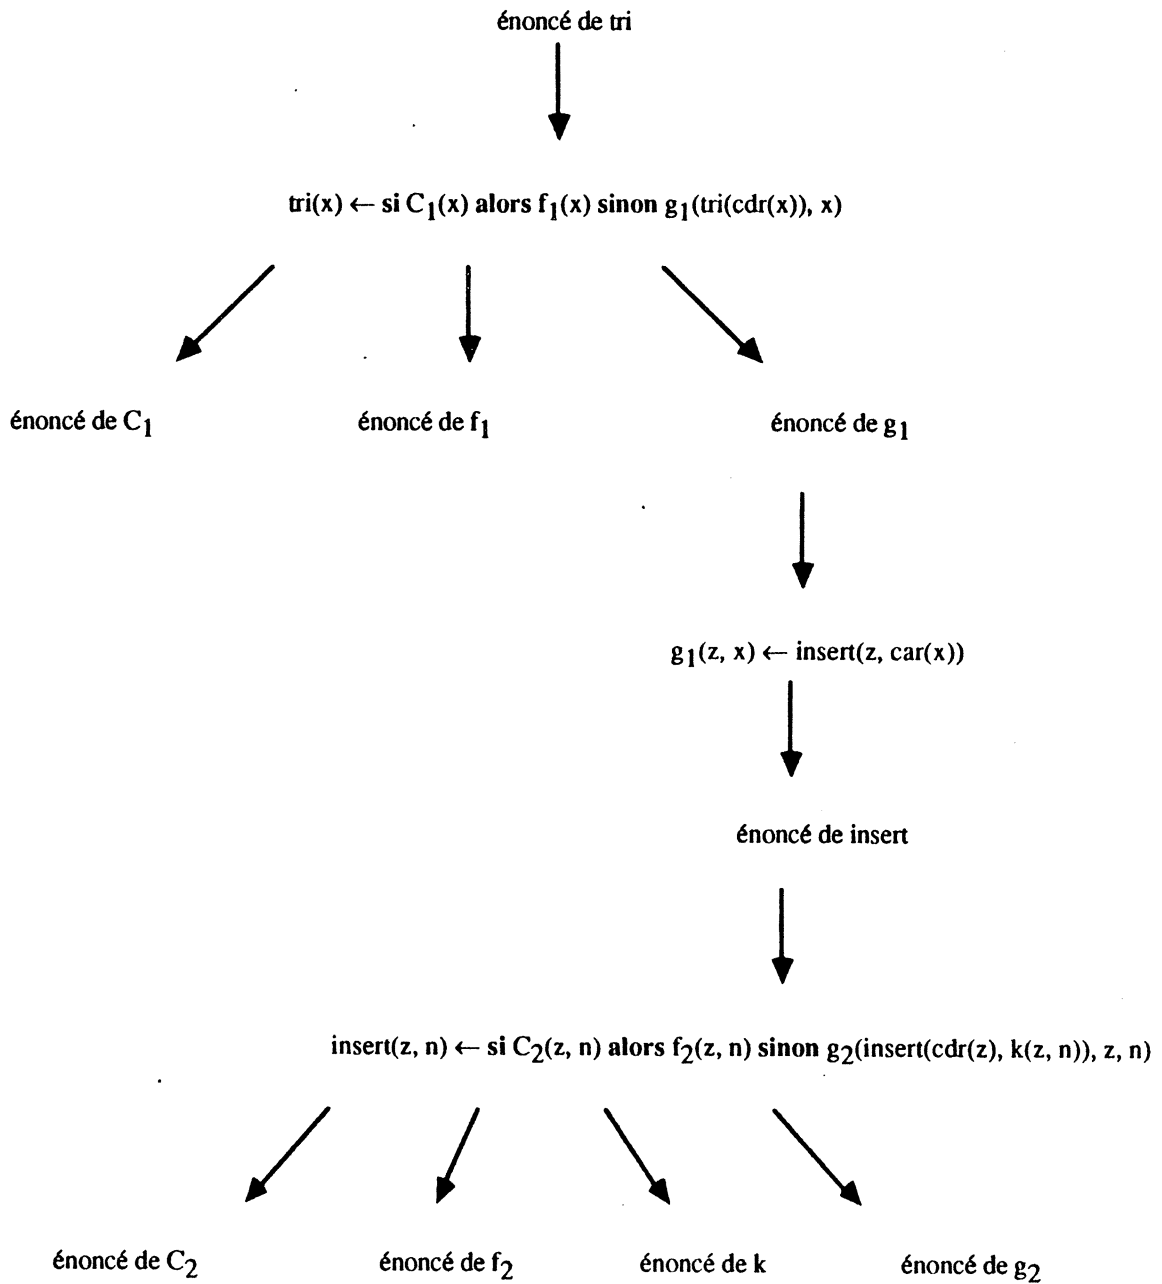 énoncé de tri
tri(x) ← si C₁(x) alors f₁(x) sinon g₁(tri(cdr(x)), x)
énoncé de C₁
énoncé de f₁
énoncé de g₁
g₁(z, x) ← insert(z, car(x))
énoncé de insert
insert(z, n) ← si C₂(z, n) alors f₂(z, n) sinon g₂(insert(cdr(z), k(z, n)), z, n)
énoncé de C₂
énoncé de f₂
énoncé de k
énoncé de g₂